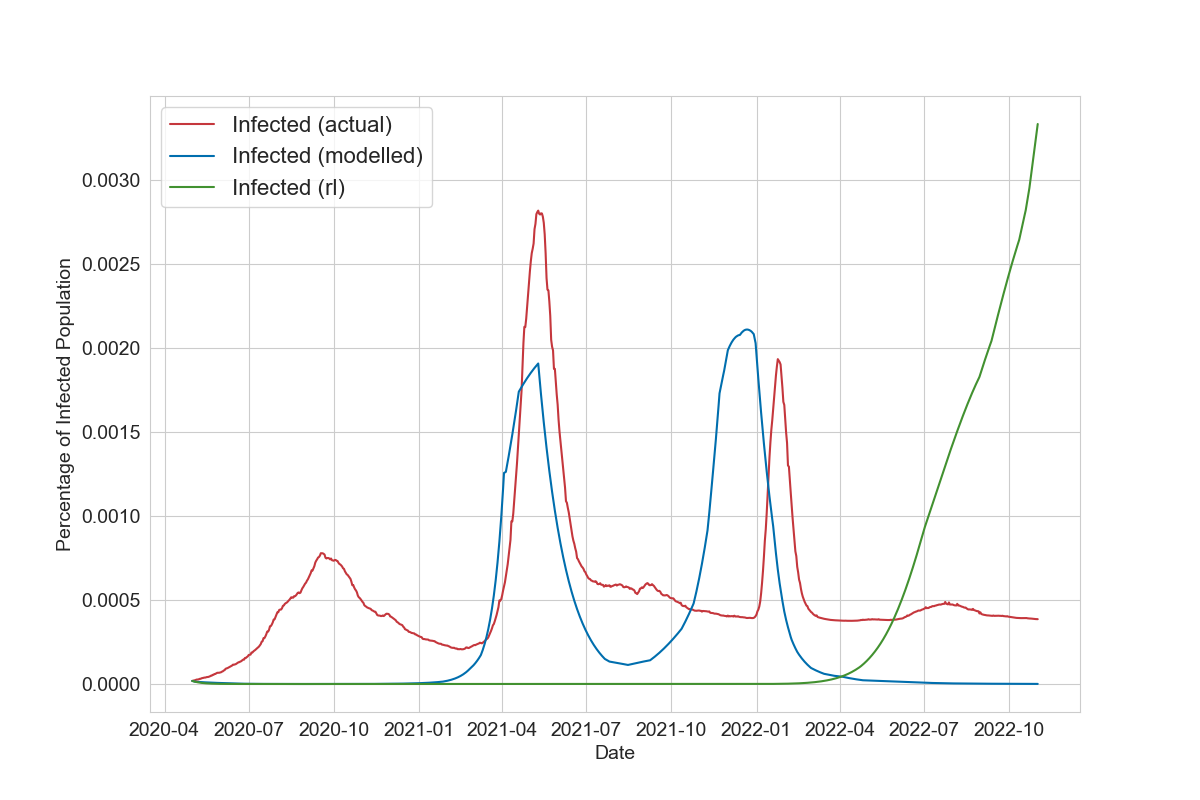 Infected (actual)
Infected (modelled)
Infected (rl)
0.0030
0.0025
0.0020
0.0015
0.0010
0.0005
0.0000
Percentage of Infected Population
2020-04 2020-07 2020-10 2021-01 2021-04 2021-07 2021-10 2022-01 2022-04 2022-07 2022-10
Date